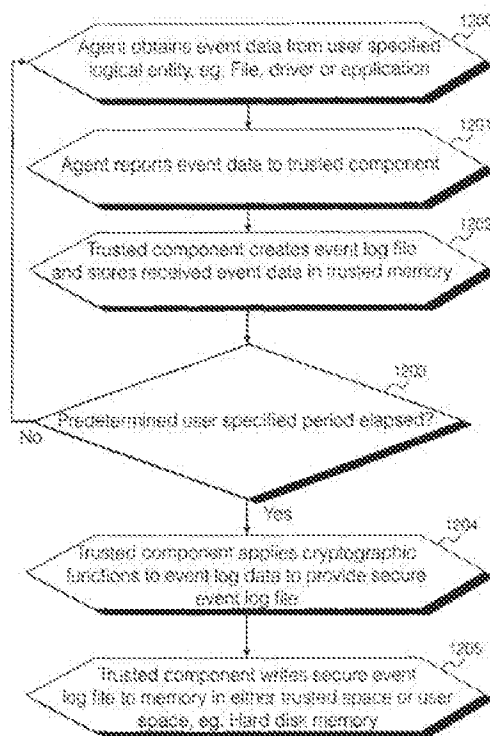 1200
Agent obtains event data from user specified
logical entity, eg. File, driver or application
1201
Agent reports event data to trusted component
1202
Trusted component creates event log file
and stores received event data in trusted memory
1203
Predetermined user specified period elapsed?
No
Yes
1204
Trusted component applies cryptographic
functions to event log data to provide secure
event log file
1205
Trusted component writes secure event
log file to memory in either trusted space or user
space, eg. Hard disk memory